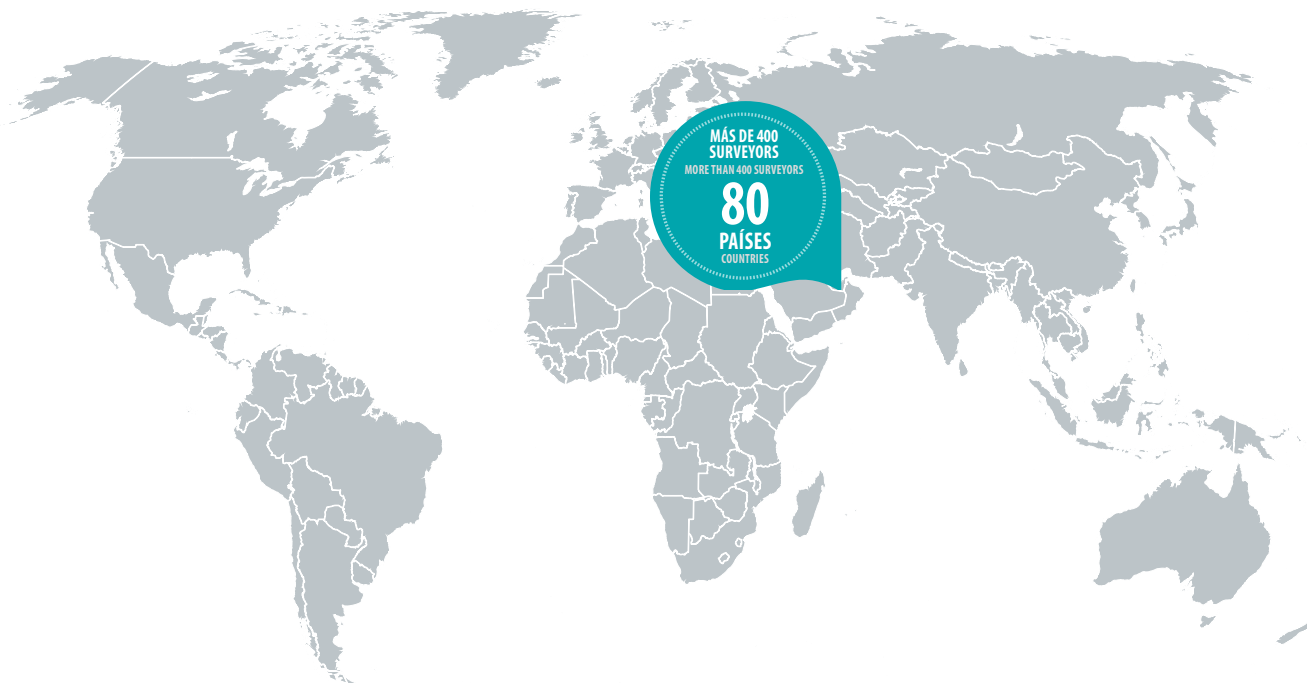 MÁS DE 400
SURVEYORS
MORE THAN 400 SURVEYORS
80
PAÍSES
COUNTRIES